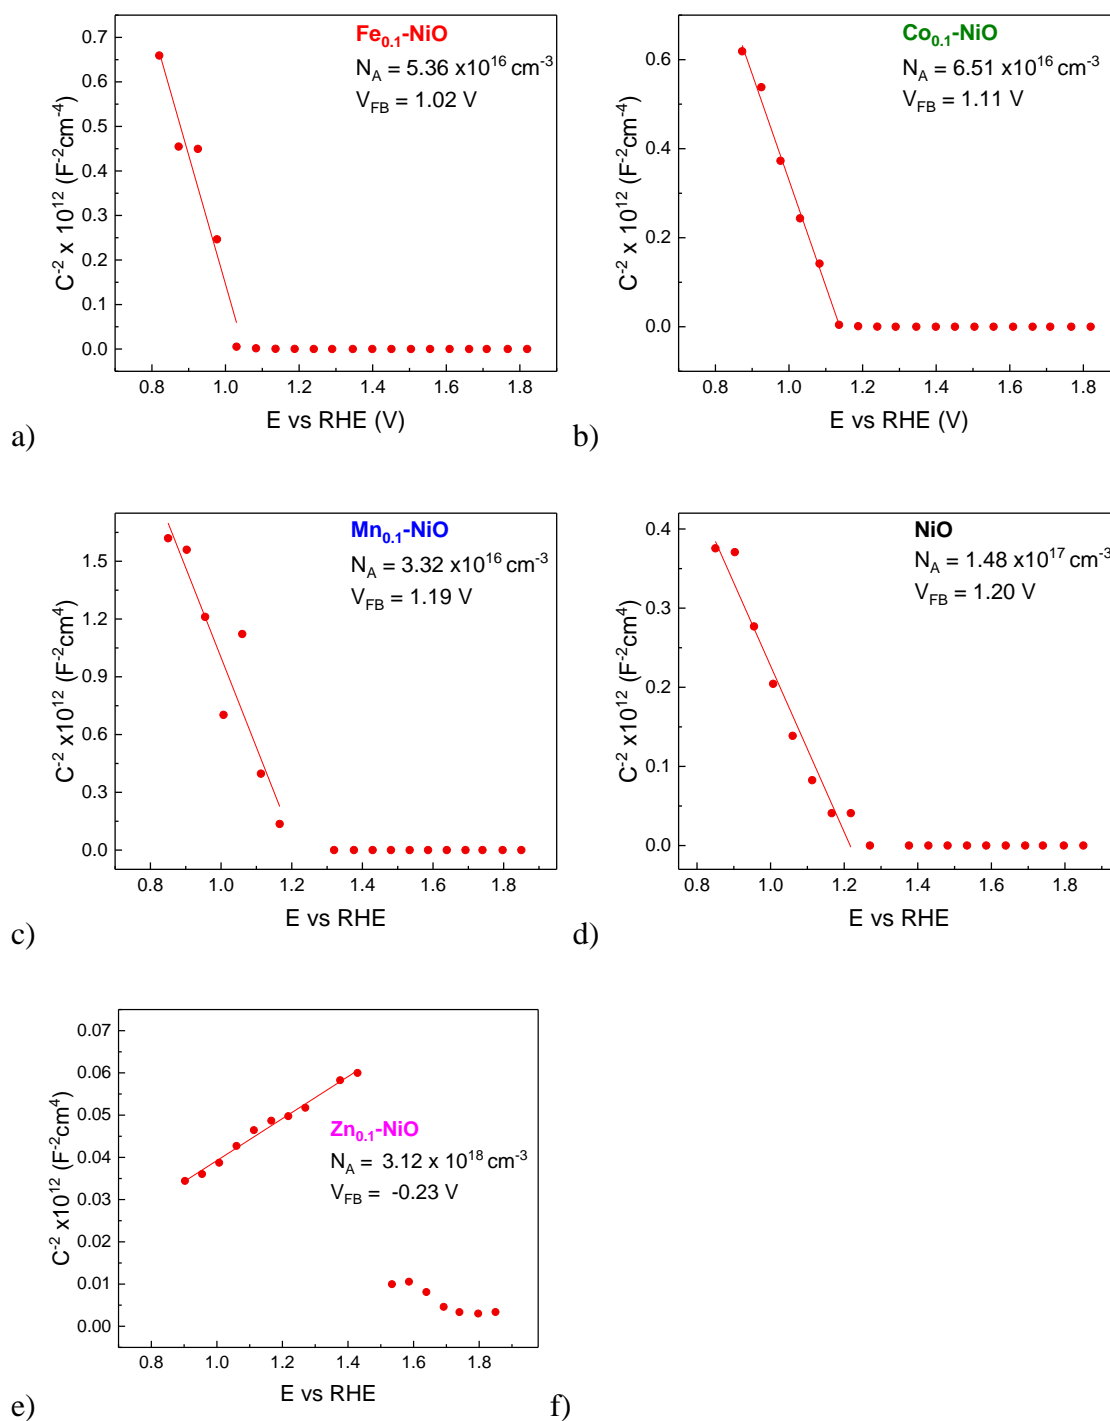 Fe0.1-NiO
NA = 5.36 x10^16 cm-3
VFB = 1.02 V
0.7
0.6
0.5
0.4
0.3
0.2
0.1
0.0
C-2 x 10^12 (F-2cm-4)
0.8 1.0 1.2 1.4 1.6 1.8
E vs RHE (V)
a)
Co0.1-NiO
NA = 6.51 x10^16 cm-3
VFB = 1.11 V
0.6
0.4
0.2
0.0
C-2 x 10^12 (F-2cm-4)
0.8 1.0 1.2 1.4 1.6 1.8
E vs RHE (V)
b)
Mn0.1-NiO
NA = 3.32 x10^16 cm-3
VFB = 1.19 V
1.5
1.2
0.9
0.6
0.3
0.0
C-2 x10^12 (F-2cm4)
0.8 1.0 1.2 1.4 1.6 1.8
E vs RHE
c)
NiO
NA = 1.48 x10^17 cm-3
VFB = 1.20 V
0.4
0.3
0.2
0.1
0.0
C-2 x10^12 (F-2cm4)
0.8 1.0 1.2 1.4 1.6 1.8
E vs RHE
d)
0.07
0.06
0.05
0.04
0.03
0.02
0.01
0.00
C-2 x10^12 (F-2cm4)
Zn0.1-NiO
NA = 3.12 x 10^18 cm-3
VFB = -0.23 V
0.8 1.0 1.2 1.4 1.6 1.8
E vs RHE
e)
f)